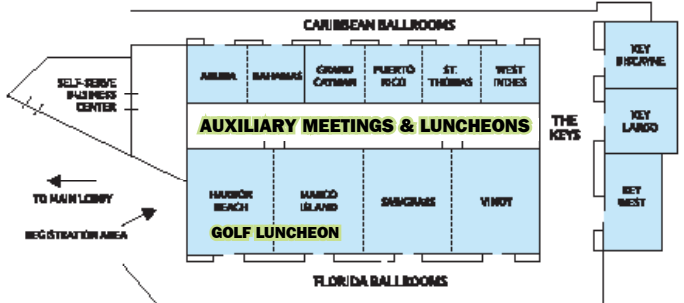 CARIBBEAN BALLROOMS
ARUBA
BAHAMAS
GRAND
CAYMAN
PUERTO
RICO
ST.
THOMAS
WEST
INDIES
KEY
BISCAYNE
SELF-SERVE
BUSINESS
CENTER
AUXILIARY MEETINGS & LUNCHEONS
THE
KEYS
KEY
LARGO
TO MAIN LOBBY
REGISTRATION AREA
HARBOR
BEACH
MARCO
ISLAND
SAWGRASS
VINOY
KEY
WEST
GOLF LUNCHEON
FLORIDA BALLROOMS